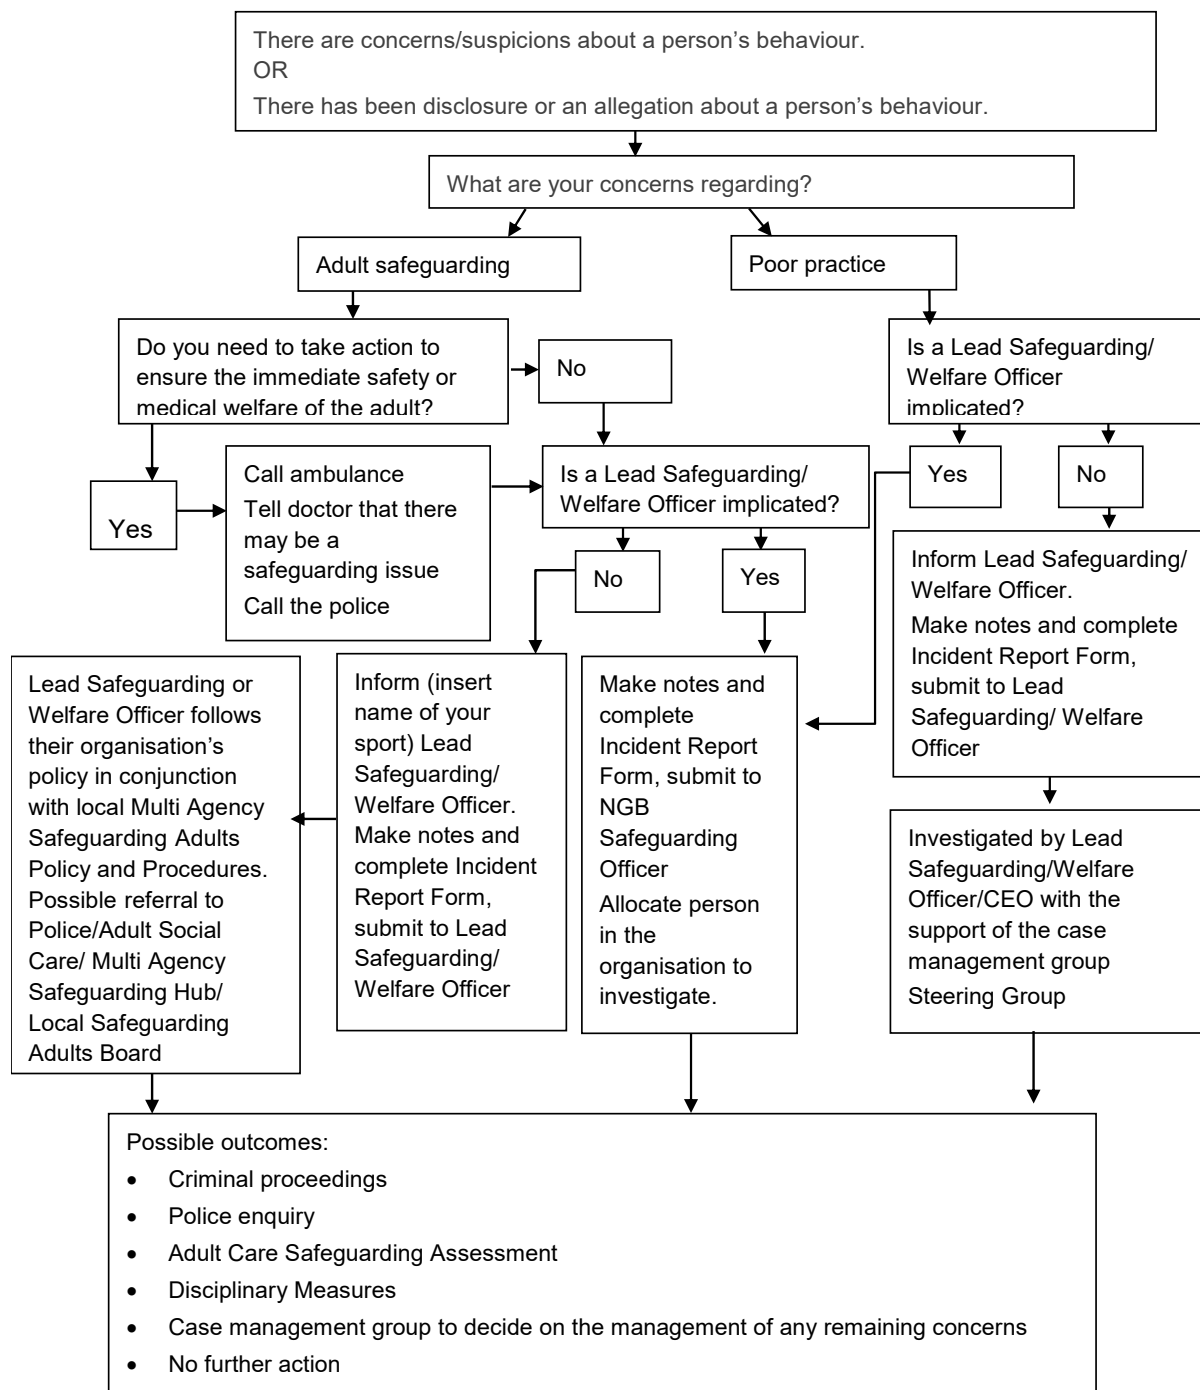 There are concerns/suspicions about a person's behaviour.
OR
There has been disclosure or an allegation about a person's behaviour.
What are your concerns regarding?
Adult safeguarding
Poor practice
Do you need to take action to
ensure the immediate safety or
medical welfare of the adult?
No
Is a Lead Safeguarding/
Welfare Officer
implicated?
Yes
Call ambulance
Tell doctor that there
may be a
safeguarding issue
Call the police
Is a Lead Safeguarding/
Welfare Officer implicated?
Yes
No
No
Yes
Inform Lead Safeguarding/
Welfare Officer.
Make notes and complete
Incident Report Form,
submit to Lead
Safeguarding/ Welfare
Officer
Lead Safeguarding or
Welfare Officer follows
their organisation's
policy in conjunction
with local Multi Agency
Safeguarding Adults
Policy and Procedures.
Possible referral to
Police/Adult Social
Care/ Multi Agency
Safeguarding Hub/
Local Safeguarding
Adults Board
Inform (insert
name of your
sport) Lead
Safeguarding/
Welfare Officer.
Make notes and
complete Incident
Report Form,
submit to Lead
Safeguarding/
Welfare Officer
Make notes and
complete
Incident Report
Form, submit to
NGB
Safeguarding
Officer
Allocate person
in the
organisation to
investigate.
Investigated by Lead
Safeguarding/Welfare
Officer/CEO with the
support of the case
management group
Steering Group
Possible outcomes:
• Criminal proceedings
• Police enquiry
• Adult Care Safeguarding Assessment
• Disciplinary Measures
• Case management group to decide on the management of any remaining concerns
• No further action